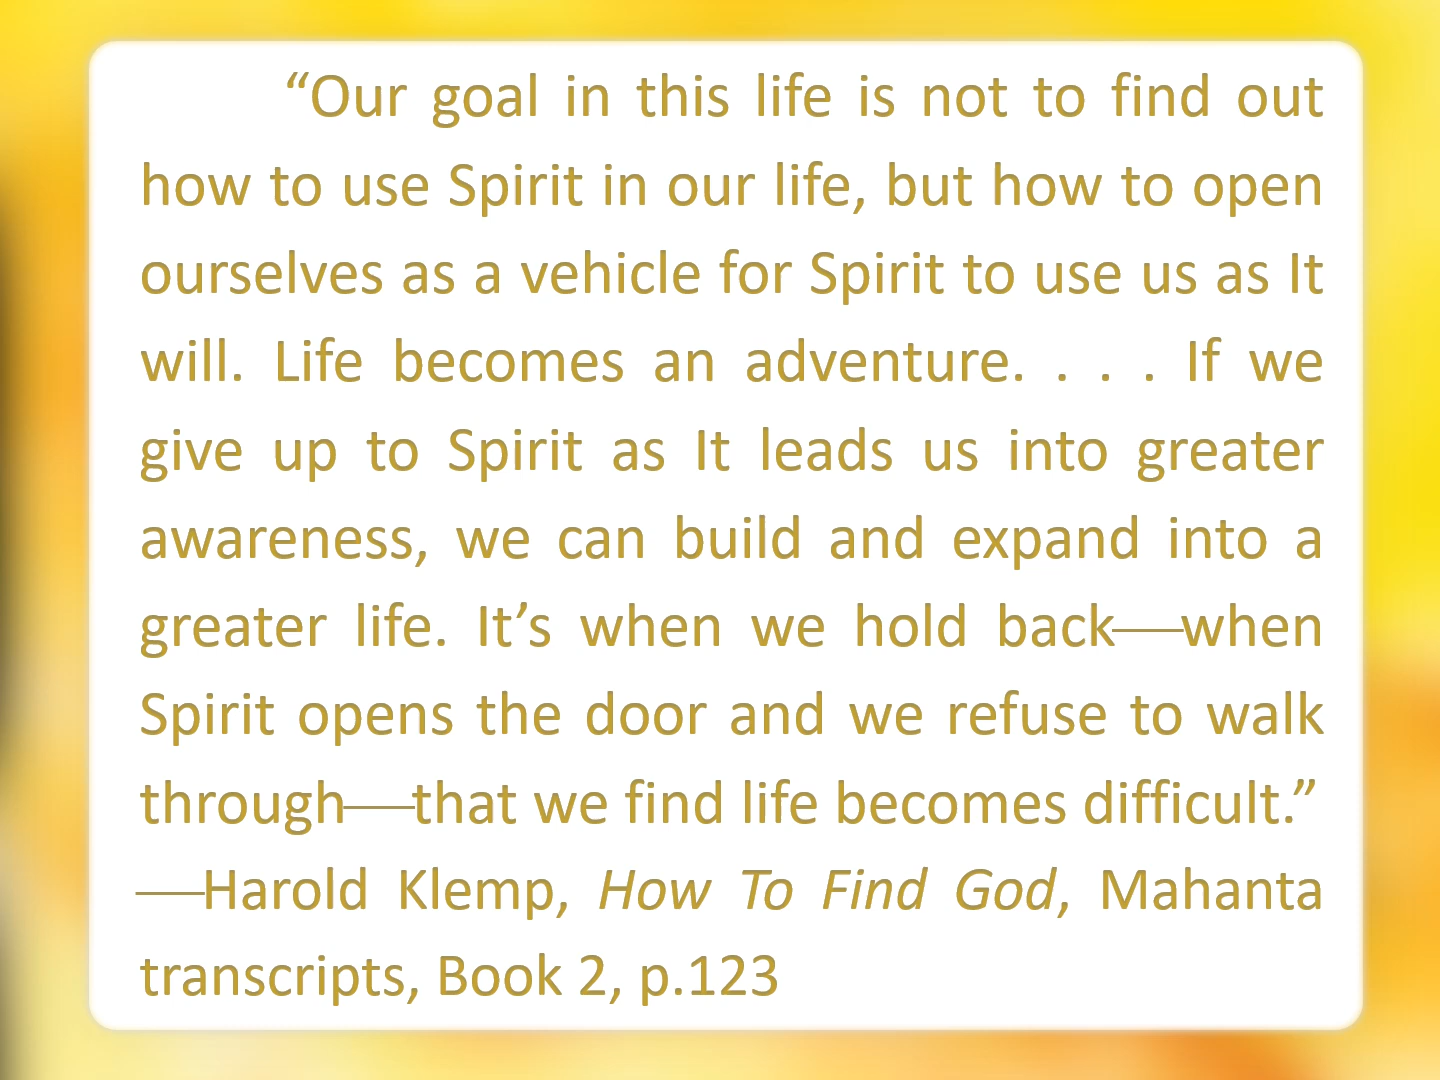 “Our goal in this life is not to find out
how to use Spirit in our life, but how to open
ourselves as a vehicle for Spirit to use us as It
will. Life becomes an adventure. . . . If we
give up to Spirit as It leads us into greater
awareness, we can build and expand into a
greater life. It’s when we hold back—when
Spirit opens the door and we refuse to walk
through—that we find life becomes difficult.”
—Harold Klemp, How To Find God, Mahanta
transcripts, Book 2, p.123